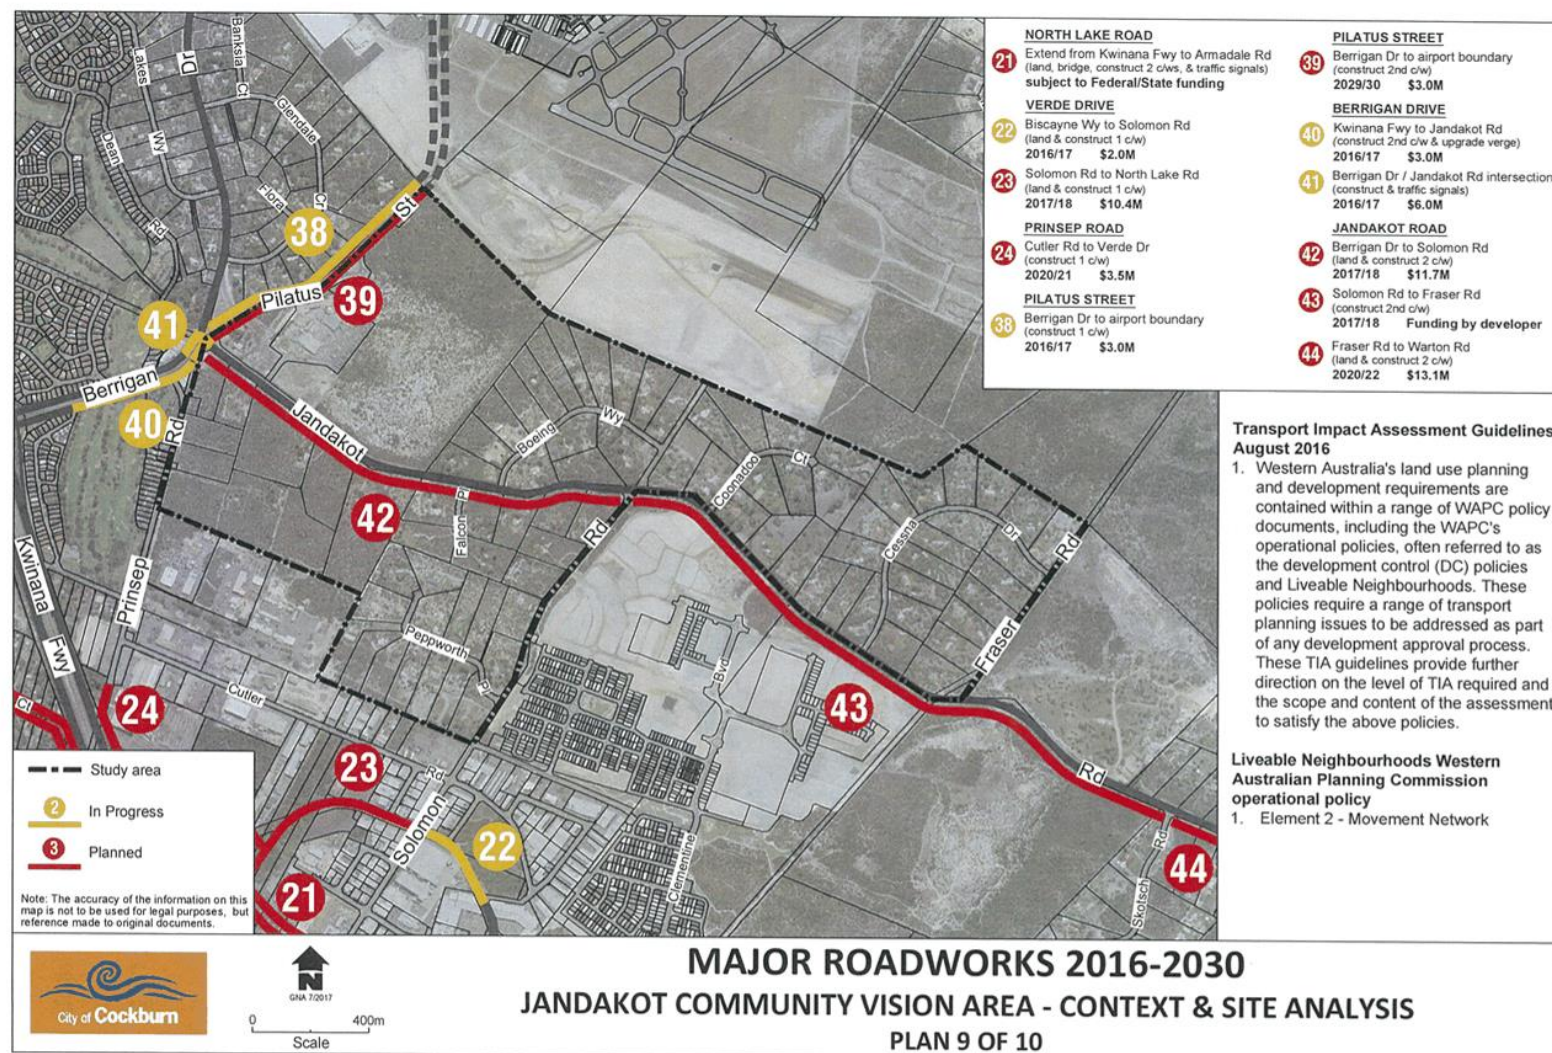 NORTH LAKE ROAD
21
Extend from Kwinana Fwy to Armadale Rd
(land, bridge, construct 2 c/ws, & traffic signals)
subject to Federal/State funding
VERDE DRIVE
22
Biscayne Wy to Solomon Rd
(land & construct 1 c/w)
2016/17 $2.0M
23
Solomon Rd to North Lake Rd
(land & construct 1 c/w)
2017/18 $10.4M
PRINSEP ROAD
24
Cutler Rd to Verde Dr
(construct 1 c/w)
2020/21 $3.5M
PILATUS STREET
38
Berrigan Dr to airport boundary
(construct 1 c/w)
2016/17 $3.0M
PILATUS STREET
39
Berrigan Dr to airport boundary
(construct 2nd c/w)
2029/30 $3.0M
BERRIGAN DRIVE
40
Kwinana Fwy to Jandakot Rd
(construct 2nd c/w & upgrade verge)
2016/17 $3.0M
41
Berrigan Dr / Jandakot Rd intersection
(construct & traffic signals)
2016/17 $6.0M
JANDAKOT ROAD
42
Berrigan Dr to Solomon Rd
(land & construct 2 c/w)
2017/18 $11.7M
43
Solomon Rd to Fraser Rd
(construct 2nd c/w)
2017/18 Funding by developer
44
Fraser Rd to Warton Rd
(land & construct 2 c/w)
2020/22 $13.1M
Transport Impact Assessment Guidelines
August 2016
1. Western Australia's land use planning
and development requirements are
contained within a range of WAPC policy
documents, including the WAPC's
operational policies, often referred to as
the development control (DC) policies
and Liveable Neighbourhoods. These
policies require a range of transport
planning issues to be addressed as part
of any development approval process.
These TIA guidelines provide further
direction on the level of TIA required and
the scope and content of the assessment
to satisfy the above policies.
Liveable Neighbourhoods Western
Australian Planning Commission
operational policy
1. Element 2 - Movement Network
Lakes
Wy
Dr
Banksia
Ct
Glendale
Cr
Dean
Rd
Flora
38
St
Pilatus
39
41
Berrigan
40
Rd
Jandakot
Boeing
Wy
Coonadoo
Ct
42
Falcon
Pl
Rd
Cessna
Dr
Rd
Kwinana
Fwy
Prinsep
Peppworth
Pl
Fraser
Cutler
Rd
Ct
24
Blvd
43
Rd
23
Solomon
22
21
Clementine
Rd
Skotsch
44
Study area
2
In Progress
3
Planned
Note: The accuracy of the information on this
map is not to be used for legal purposes, but
reference made to original documents.
City of Cockburn
N
GNA 7/2017
0 400m
Scale
MAJOR ROADWORKS 2016-2030
JANDAKOT COMMUNITY VISION AREA - CONTEXT & SITE ANALYSIS
PLAN 9 OF 10